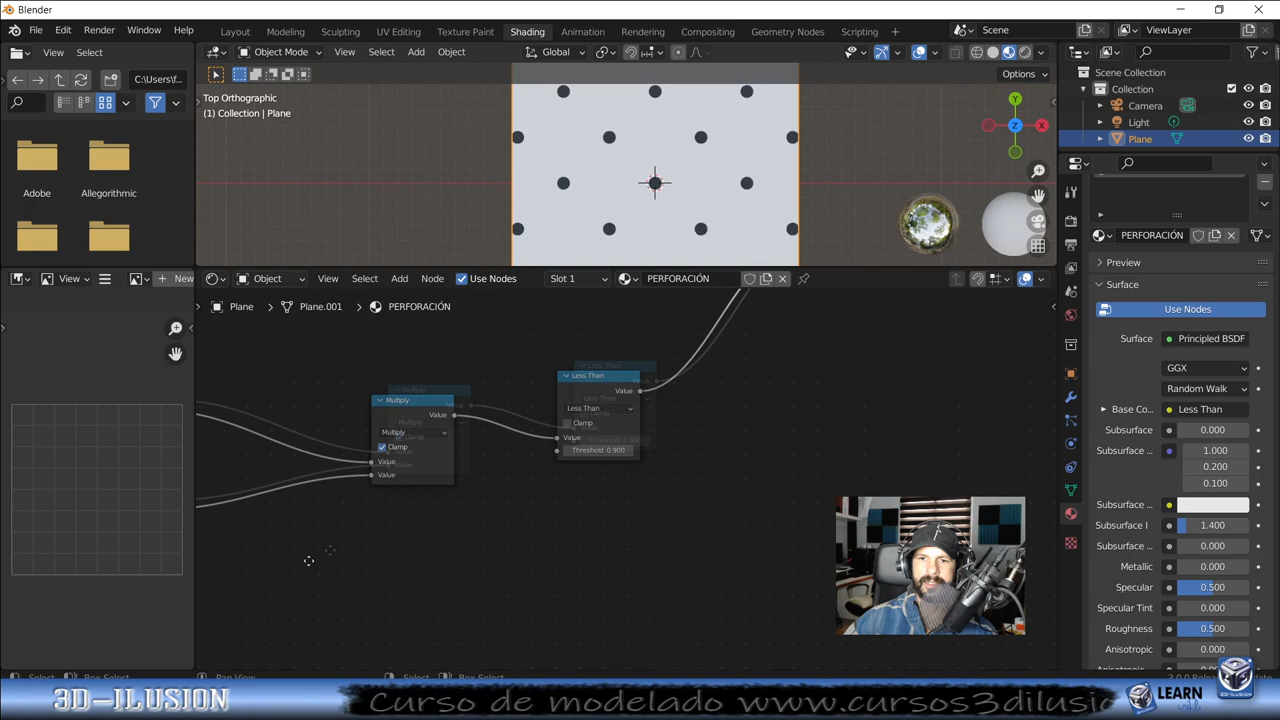 Blender
File Edit Render Window Help Layout Modeling Sculpting UV Editing Texture Paint Shading Animation Rendering Compositing Geometry Nodes Scripting Scene ViewLayer
View Select Object Mode View Select Add Object Global
C:\Users\f... Options Scene Collection
Top Orthographic Collection
(1) Collection | Plane Camera
Light
Plane
Adobe Allegorithmic
PERFORACIÓN
Preview
View New Object View Select Add Node Use Nodes Slot 1 PERFORACIÓN
Surface
Plane > Plane.001 > PERFORACIÓN Use Nodes
Surface Principled BSDF
GGX
Random Walk
Base Co... Less Than
Subsurface 0.000
Subsurface ... 1.000
0.200
0.100
Subsurface ...
Subsurface I 1.400
Subsurface ... 0.000
Metallic 0.000
Specular 0.500
Specular Tint 0.000
Roughness 0.500
Anisotropic 0.000
Multiply
Value
Multiply
Clamp
Value
Value
Less Than
Value
Less Than
Clamp
Value
Threshold 0.900
3D-ILUSION Curso de modelado www.cursos3dilusi
LEARN